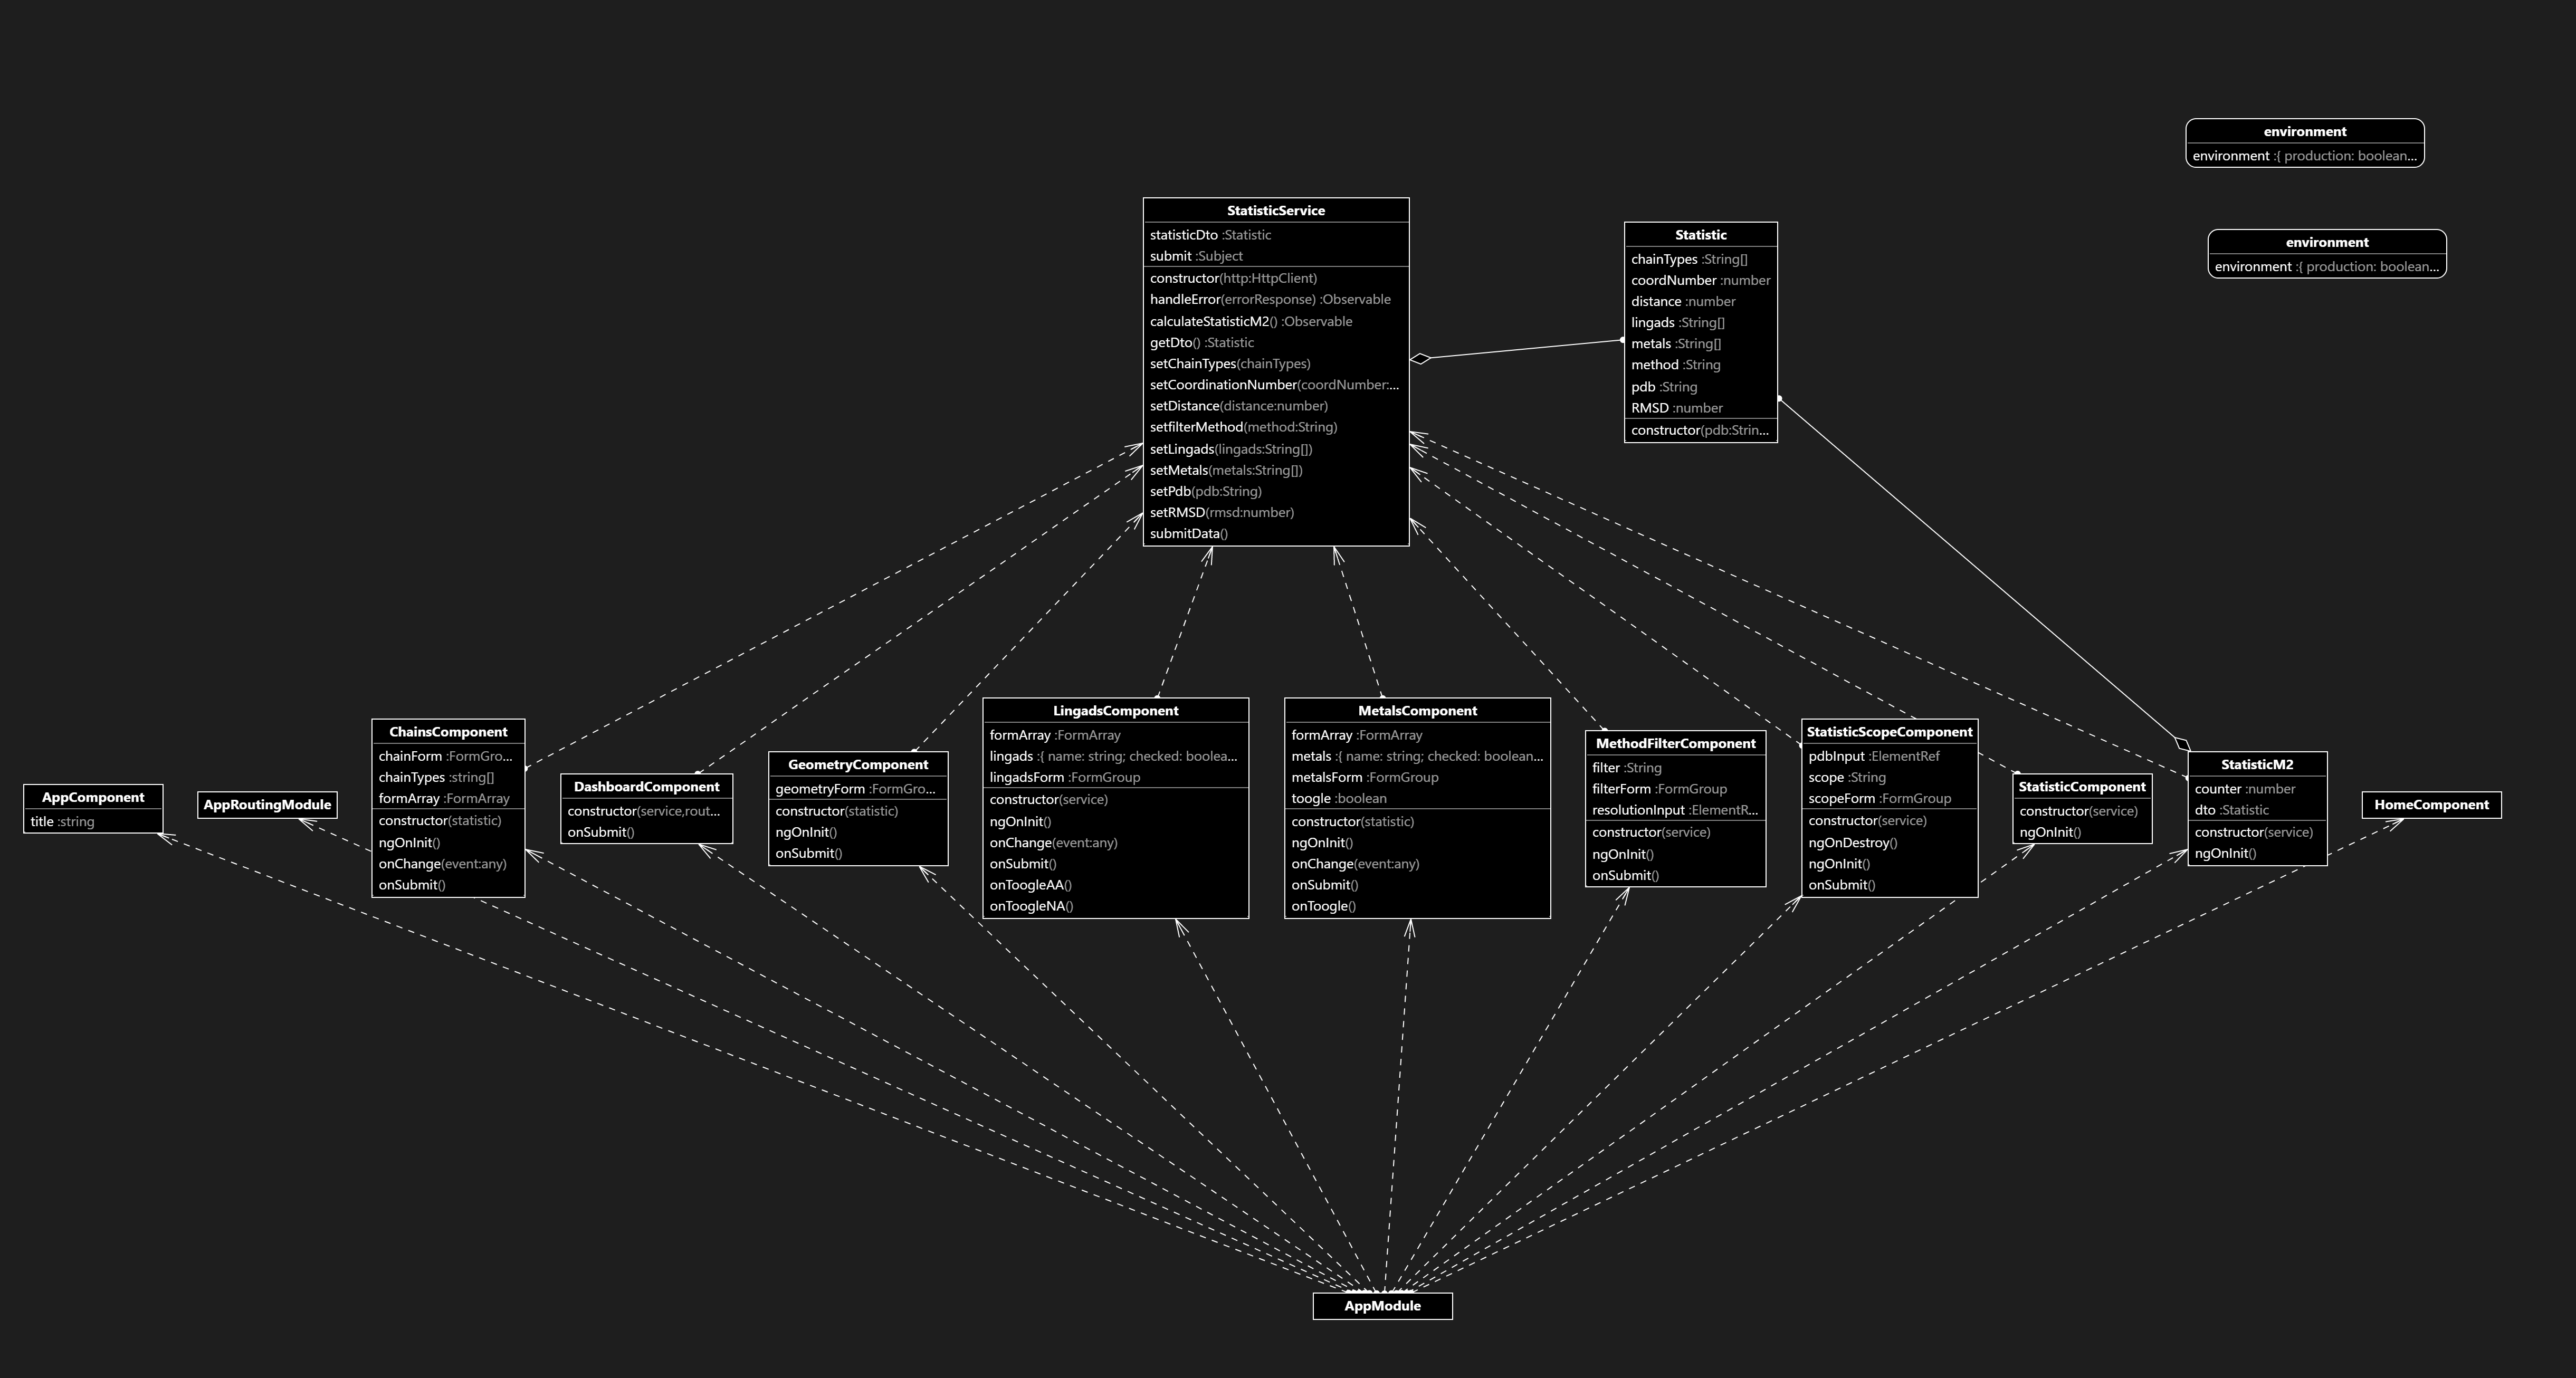 environment
environment :{ production: boolean...
environment
environment :{ production: boolean...
StatisticService
statisticDto :Statistic
submit :Subject
constructor(http:HttpClient)
handleError(errorResponse) :Observable
calculateStatisticM2() :Observable
getDto() :Statistic
setChainTypes(chainTypes)
setCoordinationNumber(coordNumber:...
setDistance(distance:number)
setfilterMethod(method:String)
setLingads(lingads:String[])
setMetals(metals:String[])
setPdb(pdb:String)
setRMSD(rmsd:number)
submitData()
Statistic
chainTypes :String[]
coordNumber :number
distance :number
lingads :String[]
metals :String[]
method :String
pdb :String
RMSD :number
constructor(pdb:Strin...
AppComponent
title :string
AppRoutingModule
ChainsComponent
chainForm :FormGro...
chainTypes :string[]
formArray :FormArray
constructor(statistic)
ngOnInit()
onChange(event:any)
onSubmit()
DashboardComponent
constructor(service,rout...
onSubmit()
GeometryComponent
geometryForm :FormGro...
constructor(statistic)
ngOnInit()
onSubmit()
LingadsComponent
formArray :FormArray
lingads :{ name: string; checked: boolea...
lingadsForm :FormGroup
constructor(service)
ngOnInit()
onChange(event:any)
onSubmit()
onToogleAA()
onToogleNA()
MetalsComponent
formArray :FormArray
metals :{ name: string; checked: boolean...
metalsForm :FormGroup
toogle :boolean
constructor(statistic)
ngOnInit()
onChange(event:any)
onSubmit()
onToogle()
MethodFilterComponent
filter :String
filterForm :FormGroup
resolutionInput :ElementR...
constructor(service)
ngOnInit()
onSubmit()
StatisticScopeComponent
pdbInput :ElementRef
scope :String
scopeForm :FormGroup
constructor(service)
ngOnDestroy()
ngOnInit()
onSubmit()
StatisticComponent
constructor(service)
ngOnInit()
StatisticM2
counter :number
dto :Statistic
constructor(service)
ngOnInit()
HomeComponent
AppModule